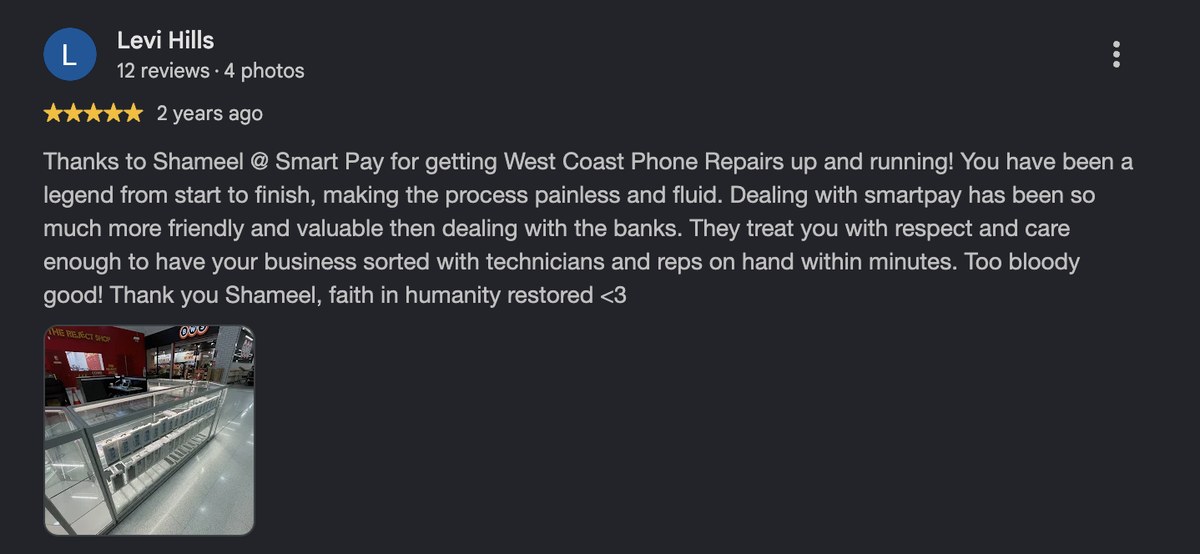 L
Levi Hills
12 reviews · 4 photos
2 years ago
Thanks to Shameel @ Smart Pay for getting West Coast Phone Repairs up and running! You have been a
legend from start to finish, making the process painless and fluid. Dealing with smartpay has been so
much more friendly and valuable then dealing with the banks. They treat you with respect and care
enough to have your business sorted with technicians and reps on hand within minutes. Too bloody
good! Thank you Shameel, faith in humanity restored <3
THE REJECT SHOP